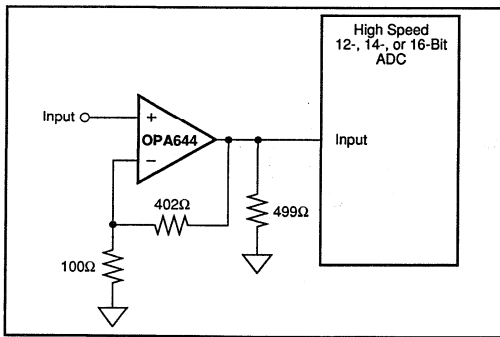 High Speed
12-, 14-, or 16-Bit
ADC
Input
+
OPA644
−
Input
402Ω
499Ω
100Ω